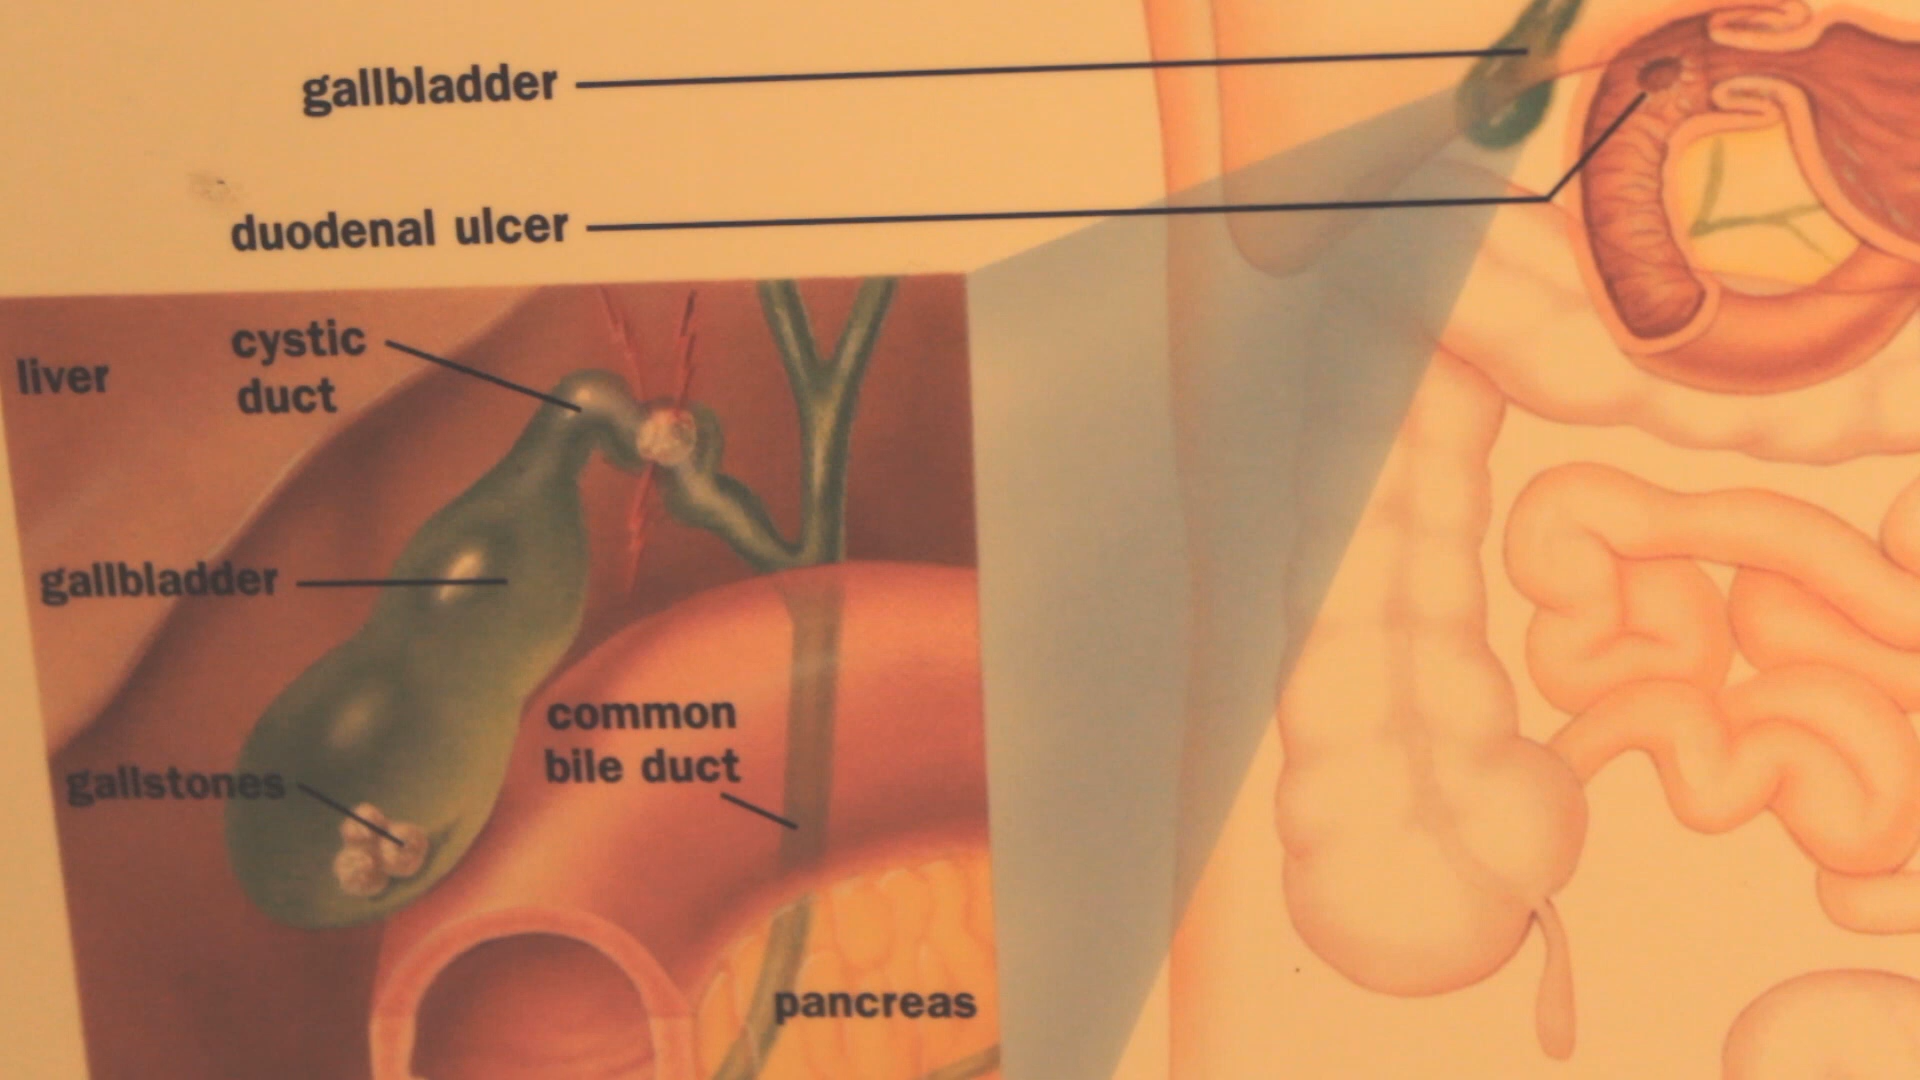 gallbladder
duodenal ulcer
liver
cystic
duct
gallbladder
common
bile duct
gallstones
pancreas